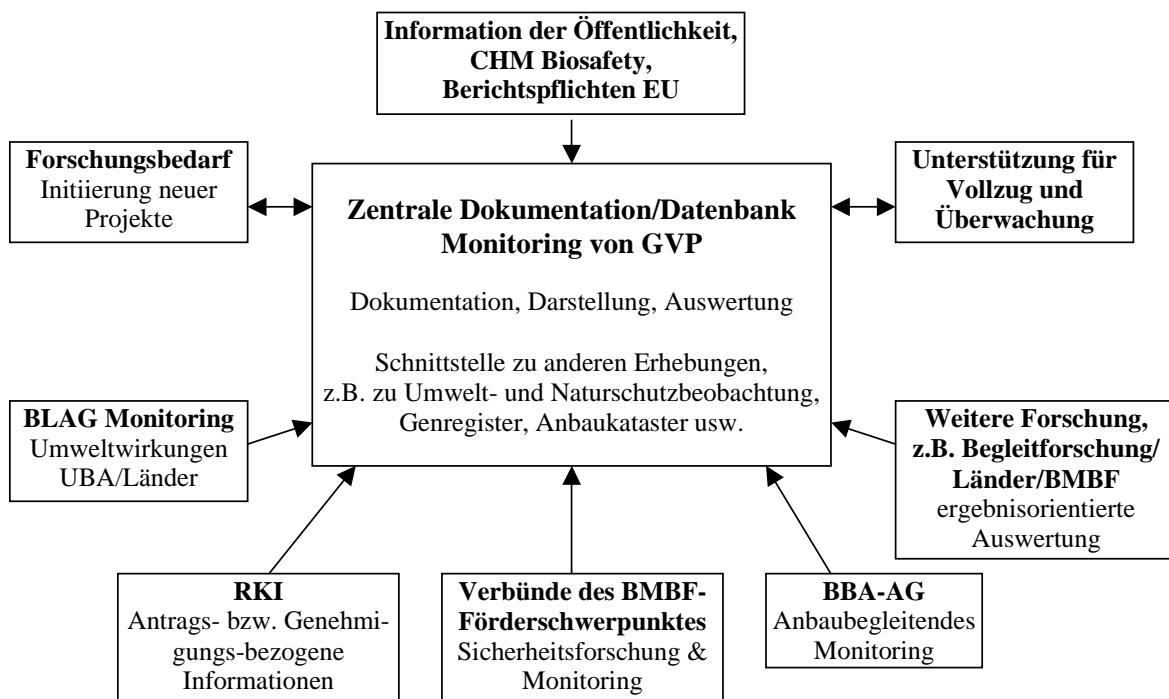 Information der Öffentlichkeit,
CHM Biosafety,
Berichtspflichten EU
Forschungsbedarf
Initiierung neuer
Projekte
Zentrale Dokumentation/Datenbank
Monitoring von GVP
Dokumentation, Darstellung, Auswertung
Schnittstelle zu anderen Erhebungen,
z.B. zu Umwelt- und Naturschutzbeobachtung,
Genregister, Anbaukataster usw.
Unterstützung für
Vollzug und
Überwachung
BLAG Monitoring
Umweltwirkungen
UBA/Länder
Weitere Forschung,
z.B. Begleitforschung/
Länder/BMBF
ergebnisorientierte
Auswertung
RKI
Antrags- bzw. Genehmi-
gungs-bezogene
Informationen
Verbünde des BMBF-
Förderschwerpunktes
Sicherheitsforschung &
Monitoring
BBA-AG
Anbaubegleitendes
Monitoring